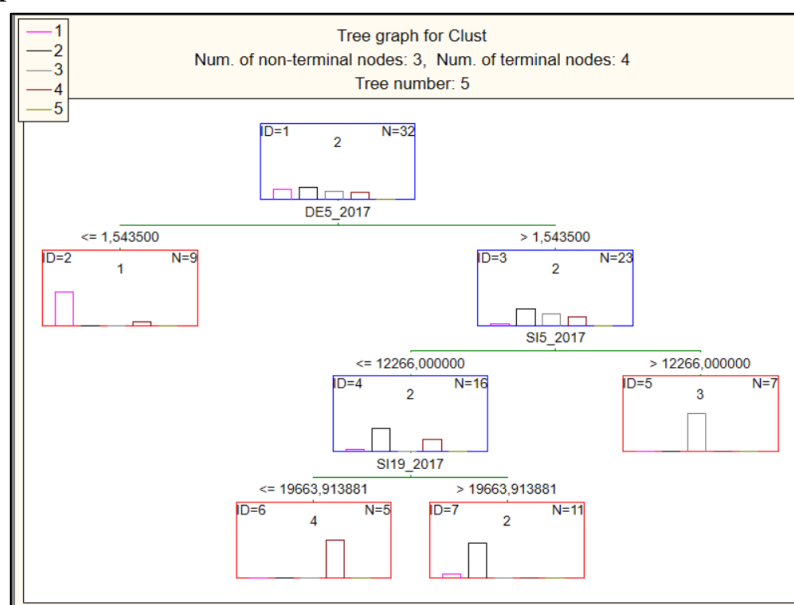 1
2
3
4
5
Tree graph for Clust
Num. of non-terminal nodes: 3, Num. of terminal nodes: 4
Tree number: 5
ID=1 N=32
2
DE5_2017
<= 1,543500 > 1,543500
ID=2 N=9
1
ID=3 N=23
2
SI5_2017
<= 12266,000000 > 12266,000000
ID=4 N=16
2
ID=5 N=7
3
SI19_2017
<= 19663,913881 > 19663,913881
ID=6 N=5
4
ID=7 N=11
2